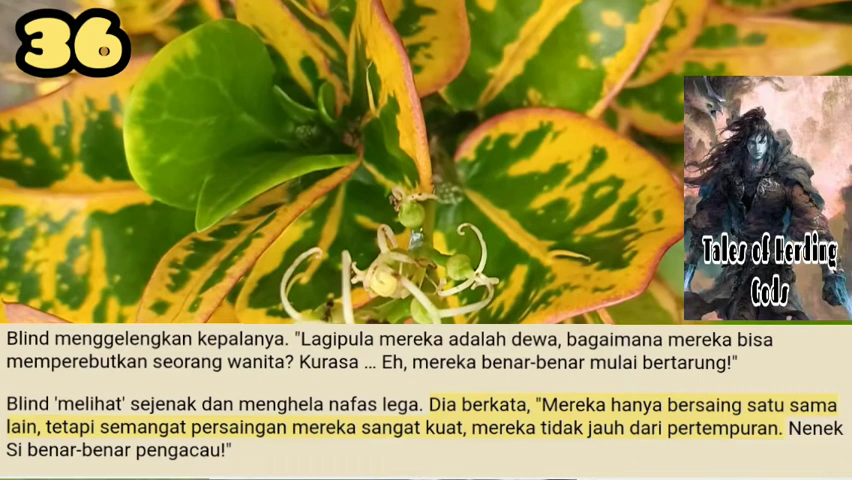 36
Tales of Herding
Gods
Blind menggelengkan kepalanya. "Lagipula mereka adalah dewa, bagaimana mereka bisa
memperebutkan seorang wanita? Kurasa ... Eh, mereka benar-benar mulai bertarung!"
Blind 'melihat' sejenak dan menghela nafas lega. Dia berkata, "Mereka hanya bersaing satu sama
lain, tetapi semangat persaingan mereka sangat kuat, mereka tidak jauh dari pertempuran. Nenek
Si benar-benar pengacau!"